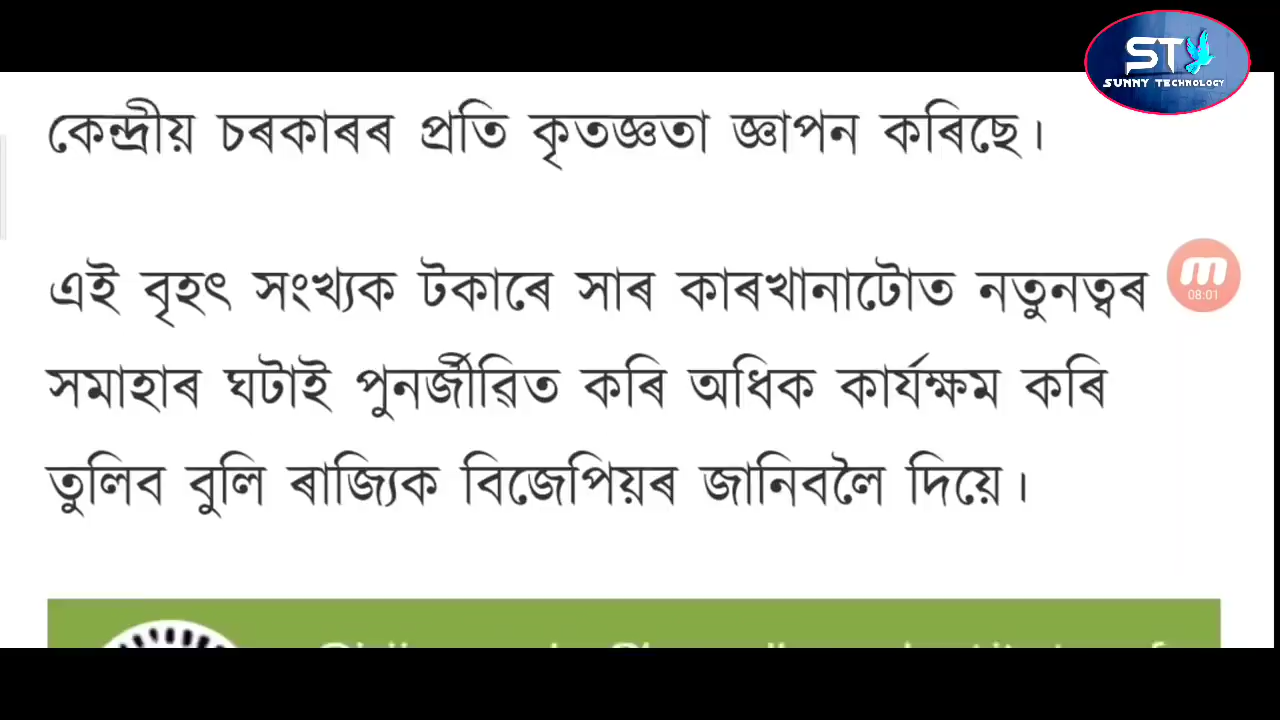 ST
SUNNY TECHNOLOGY
কেন্দ্ৰীয় চৰকাৰৰ প্ৰতি কৃতজ্ঞতা জ্ঞাপন কৰিছে।
এই বৃহৎ সংখ্যক টকাৰে সাৰ কাৰখানাটোত নতুনত্বৰ
08:01
সমাহাৰ ঘটাই পুনৰ্জীৱিত কৰি অধিক কাৰ্যক্ষম কৰি
তুলিব বুলি ৰাজ্যিক বিজেপিয়ৰ জানিবলৈ দিয়ে।